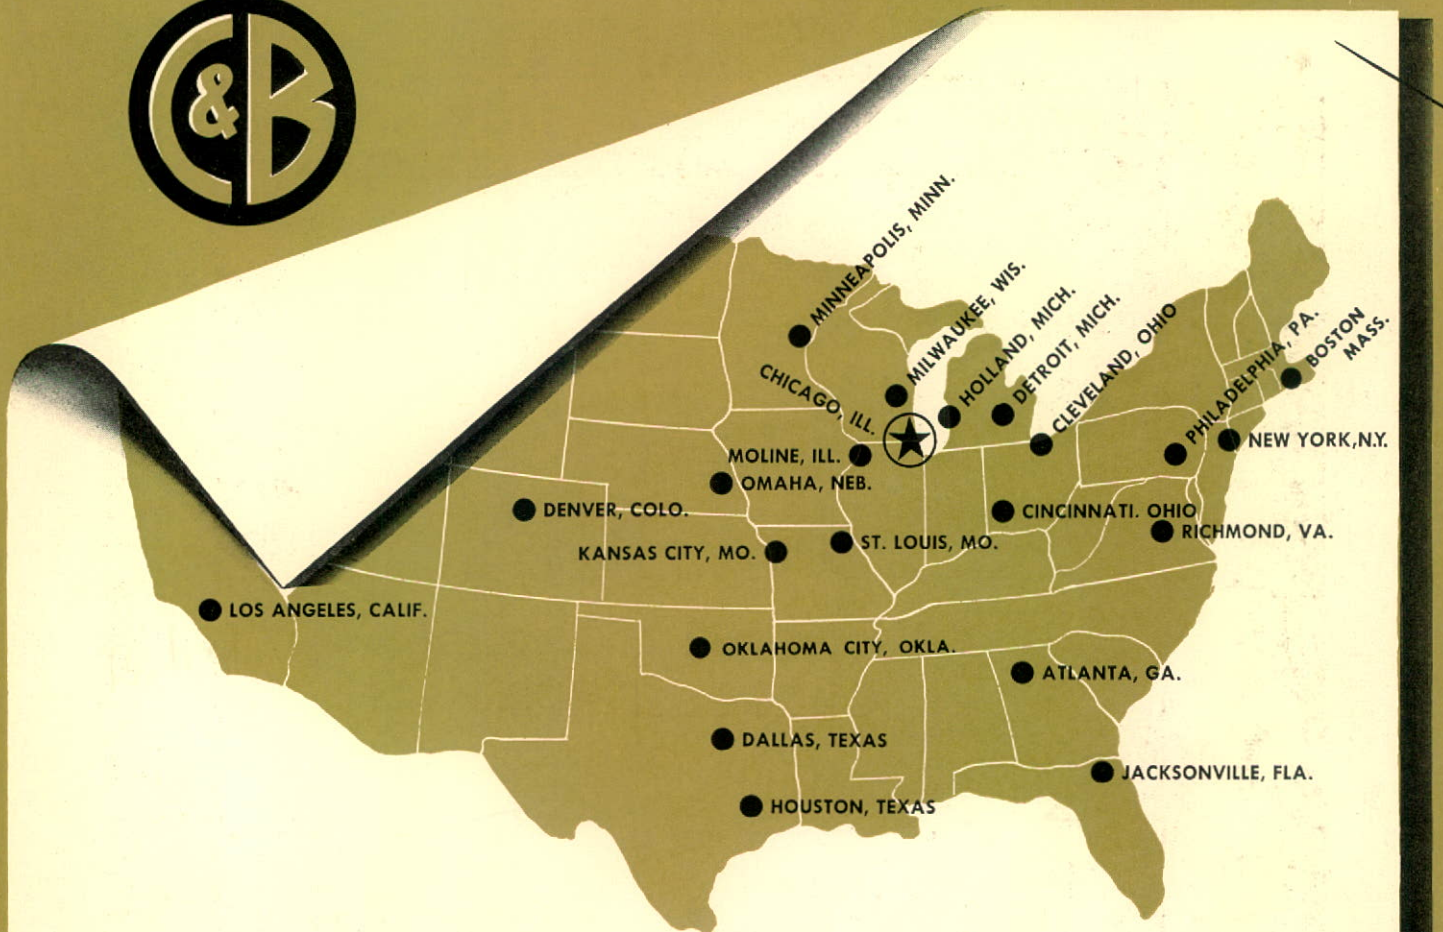 C&B
MINNEAPOLIS, MINN.
MILWAUKEE, WIS.
HOLLAND, MICH.
DETROIT, MICH.
CLEVELAND, OHIO
PHILADELPHIA, PA.
BOSTON
MASS.
CHICAGO, ILL.
NEW YORK,N.Y.
MOLINE, ILL.
OMAHA, NEB.
DENVER, COLO.
CINCINNATI. OHIO
RICHMOND, VA.
KANSAS CITY, MO.
ST. LOUIS, MO.
LOS ANGELES, CALIF.
OKLAHOMA CITY, OKLA.
ATLANTA, GA.
DALLAS, TEXAS
JACKSONVILLE, FLA.
HOUSTON, TEXAS